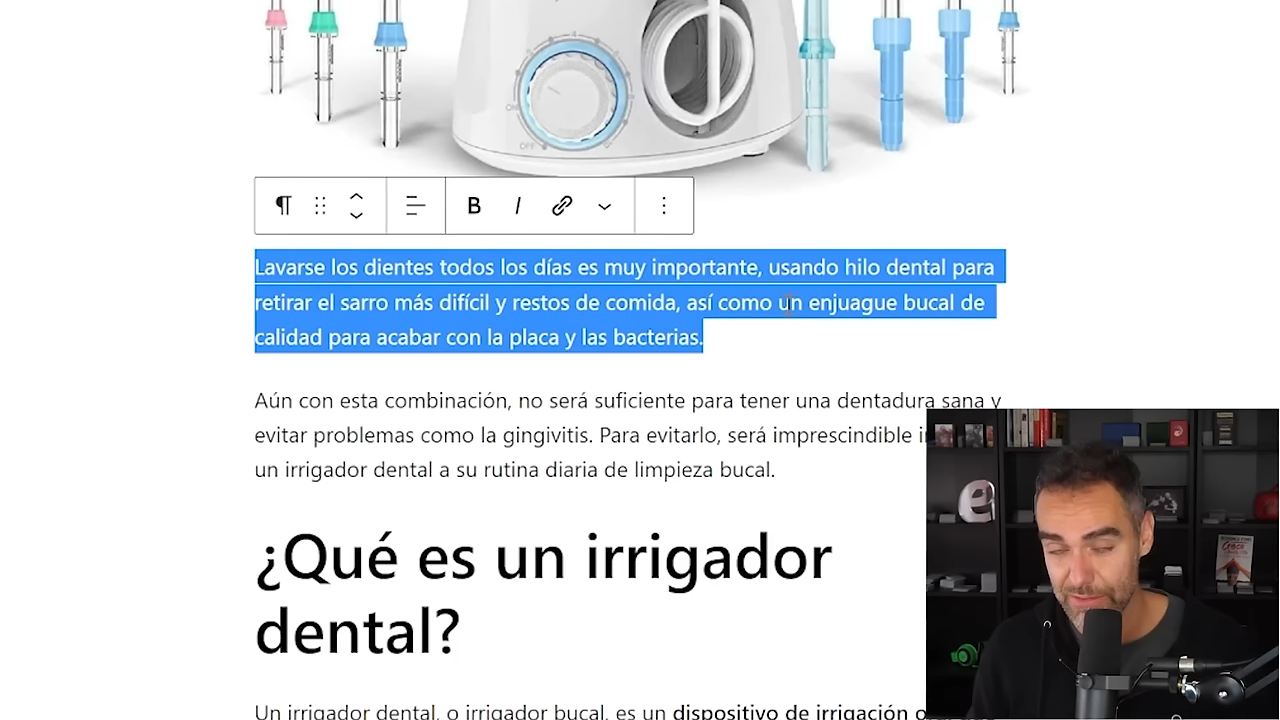 ON
OFF
B I
Lavarse los dientes todos los días es muy importante, usando hilo dental para
retirar el sarro más difícil y restos de comida, así como un enjuague bucal de
calidad para acabar con la placa y las bacterias.
Aún con esta combinación, no será suficiente para tener una dentadura sana y
evitar problemas como la gingivitis. Para evitarlo, será imprescindible
un irrigador dental a su rutina diaria de limpieza bucal.
¿Qué es un irrigador
dental?
Un irrigador dental, o irrigador bucal, es un dispositivo de irrigación